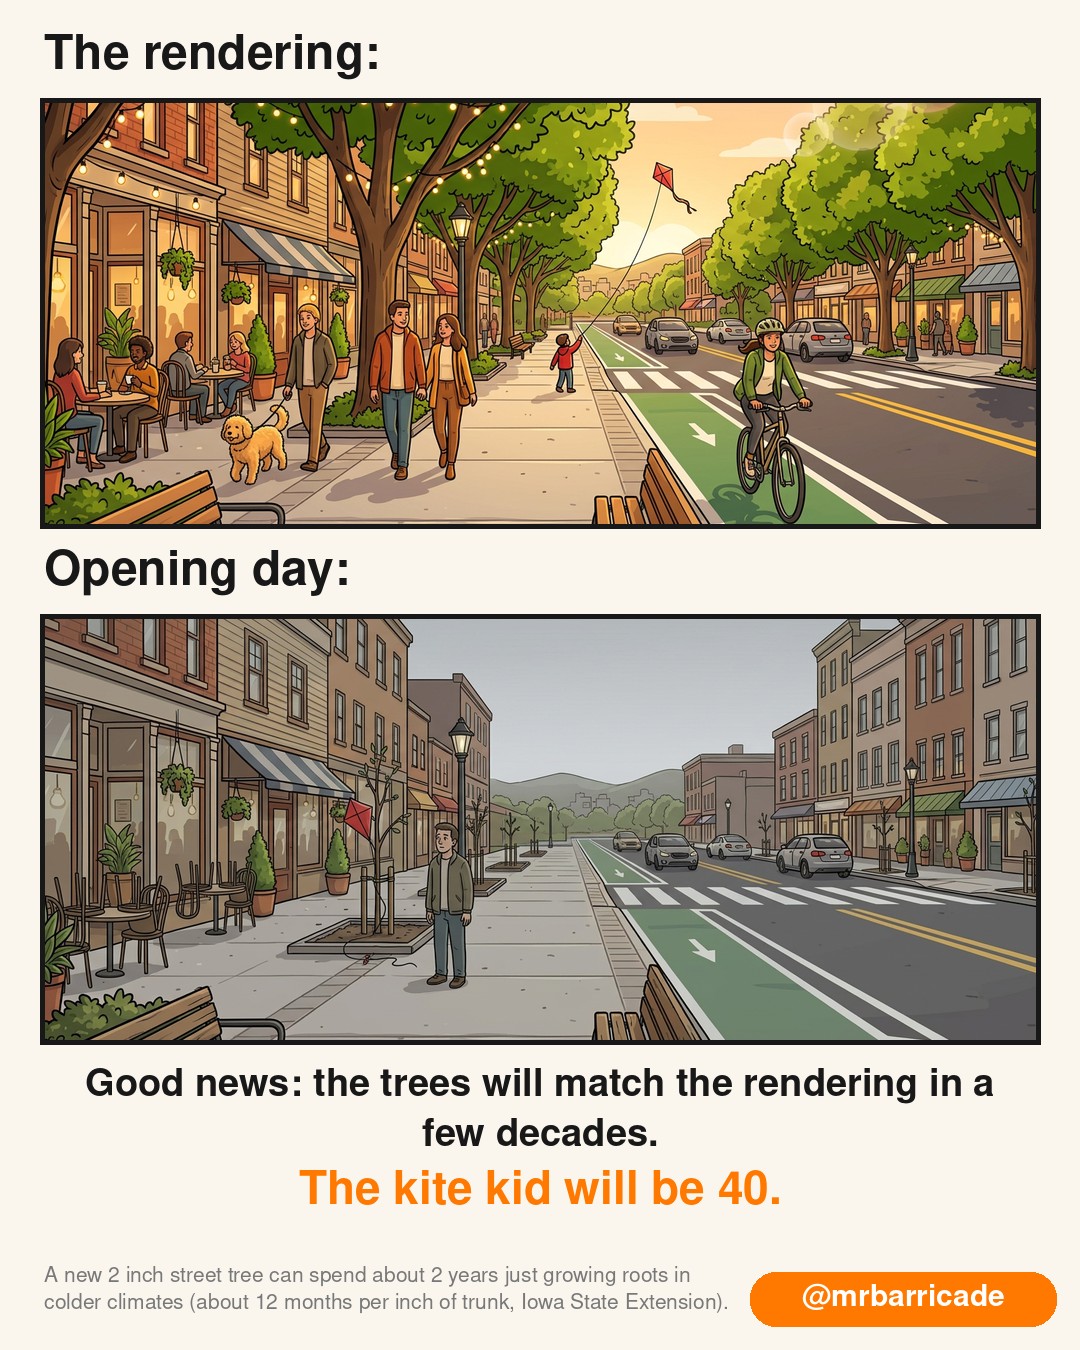 The rendering:
Opening day:
Good news: the trees will match the rendering in a
few decades.
The kite kid will be 40.
A new 2 inch street tree can spend about 2 years just growing roots in
colder climates (about 12 months per inch of trunk, Iowa State Extension).
@mrbarricade